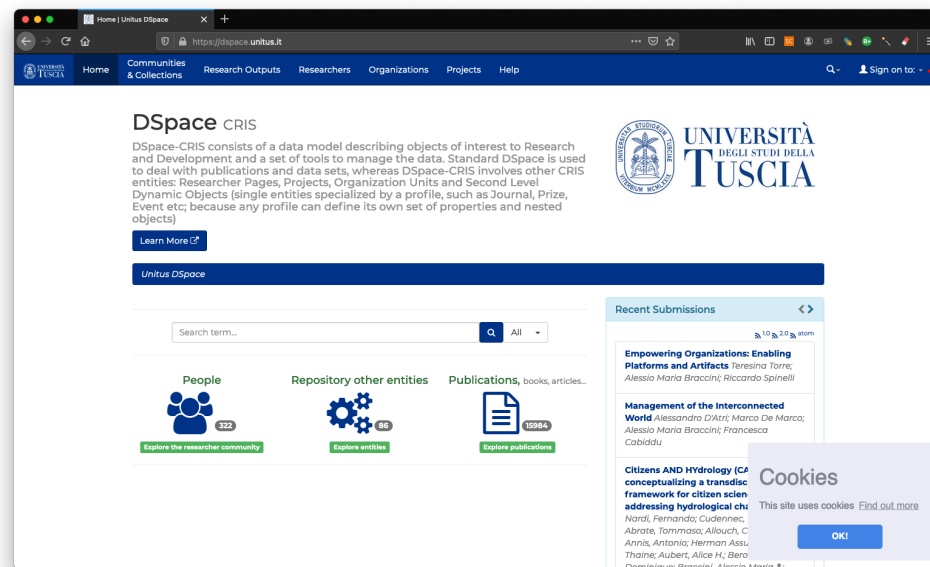 Home | Unitus DSpace
https://dspace.unitus.it
UNIVERSITÀ
TUSCIA
Home
Communities
& Collections
Research Outputs
Researchers
Organizations
Projects
Help
Sign on to:
DSpace CRIS
DSpace-CRIS consists of a data model describing objects of interest to Research
and Development and a set of tools to manage the data. Standard DSpace is used
to deal with publications and data sets, whereas DSpace-CRIS involves other CRIS
entities: Researcher Pages, Projects, Organization Units and Second Level
Dynamic Objects (single entities specialized by a profile, such as Journal, Prize,
Event etc; because any profile can define its own set of properties and nested
objects)
Learn More
UNIVERSITÀ
DEGLI STUDI DELLA
TUSCIA
Unitus DSpace
Search term...
All
People
322
Explore the researcher community
Repository other entities
86
Explore entities
Publications, books, articles...
15984
Explore publications
Recent Submissions
1.0 2.0 atom
Empowering Organizations: Enabling
Platforms and Artifacts Teresina Torre;
Alessio Maria Braccini; Riccardo Spinelli
Management of the Interconnected
World Alessandro D'Atri; Marco De Marco;
Alessio Maria Braccini; Francesca
Cabiddu
Citizens AND HYdrology (CA
conceptualizing a transdisc
framework for citizen scien
addressing hydrological cha
Nardi, Fernando; Cudennec,
Abrate, Tommaso; Allouch, C
Annis, Antonio; Herman Assu
Thaine; Aubert, Alice H.; Bero
Dominique; Braccini, Alessio Maria
Cookies
This site uses cookies Find out more
OK!